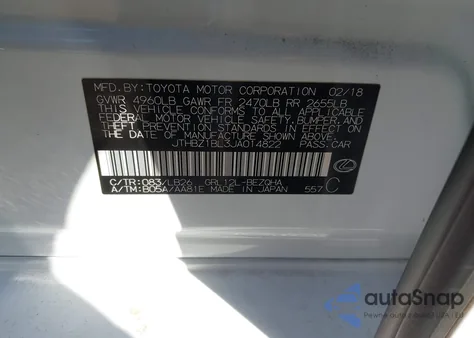 MFD. BY: TOYOTA MOTOR CORPORATION 02/18
GVWR 4960LB GAWR FR 2470LB RR 2655LB
THIS VEHICLE CONFORMS TO ALL APPLICABLE
FEDERAL MOTOR VEHICLE SAFETY, BUMPER, AND
THEFT PREVENTION STANDARDS IN EFFECT ON
THE DATE OF MANUFACTURE SHOWN ABOVE.
JTHBZ1BL3JA014822 PASS. CAR
C/TR: 083/LB26 GRL12L-BEZQHA
A/TM: B05A/AA81E MADE IN JAPAN 557 C
autoSnap